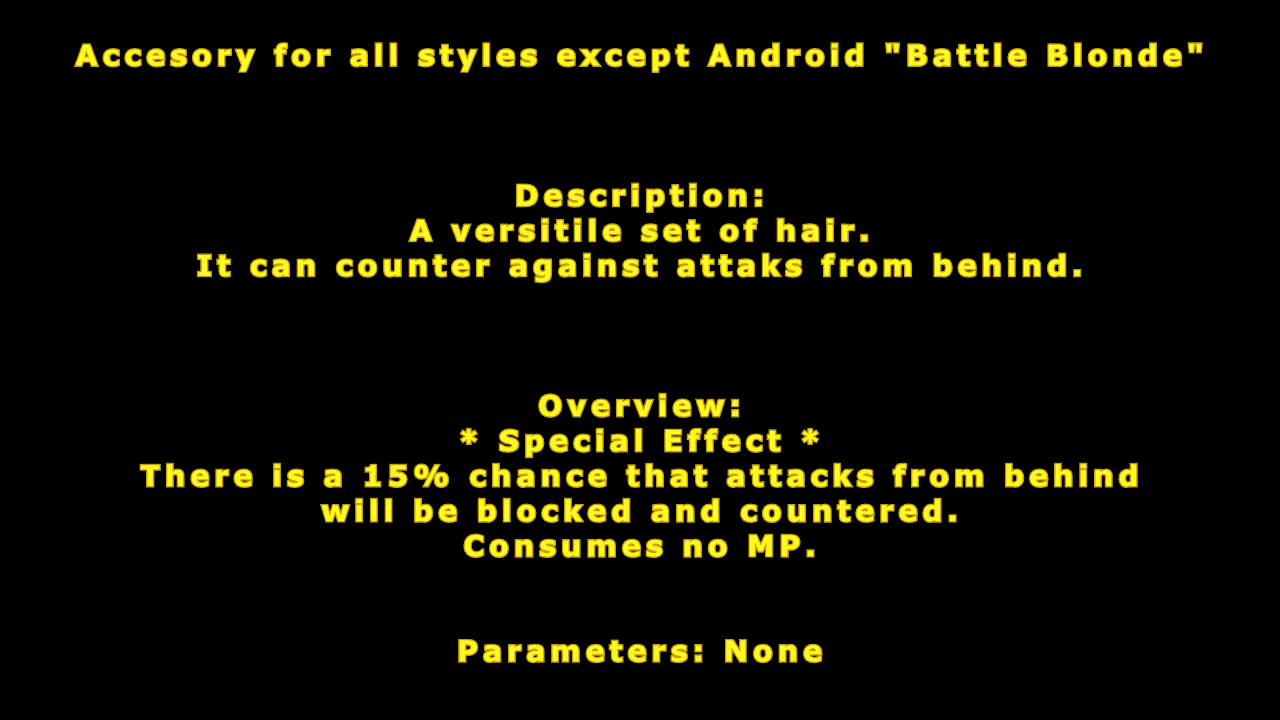 Accesory for all styles except Android "Battle Blonde"
Description:
A versitile set of hair.
It can counter against attaks from behind.
Overview:
* Special Effect *
There is a 15% chance that attacks from behind
will be blocked and countered.
Consumes no MP.
Parameters: None